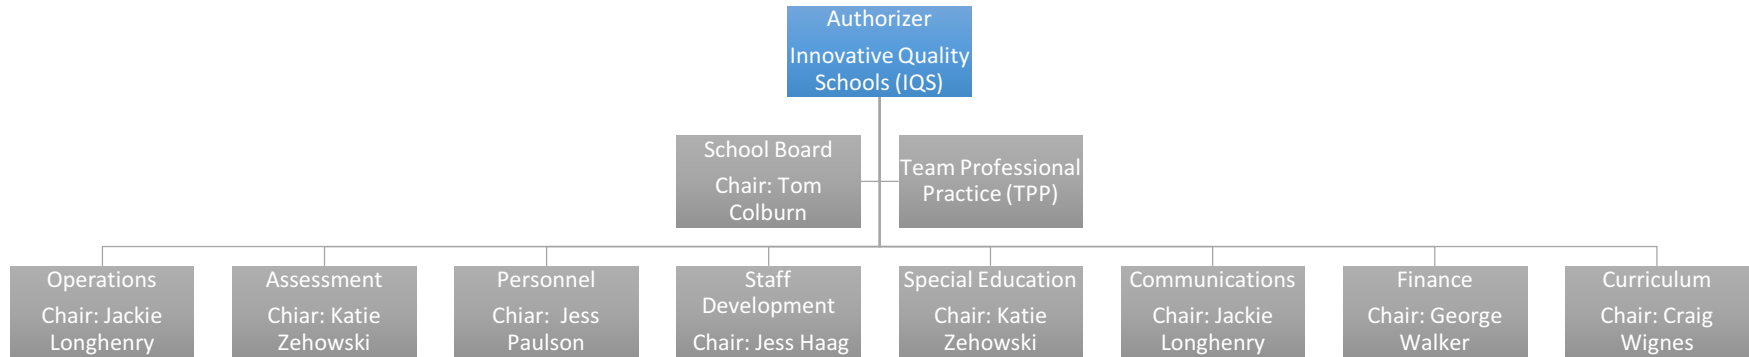 Authorizer
Innovative Quality
Schools (IQS)
School Board
Chair: Tom
Colburn
Team Professional
Practice (TPP)
Operations
Chair: Jackie
Longhenry
Assessment
Chiar: Katie
Zehowski
Personnel
Chiar:  Jess
Paulson
Staff
Development
Chair: Jess Haag
Special Education
Chair: Katie
Zehowski
Communications
Chair: Jackie
Longhenry
Finance
Chair: George
Walker
Curriculum
Chair: Craig
Wignes